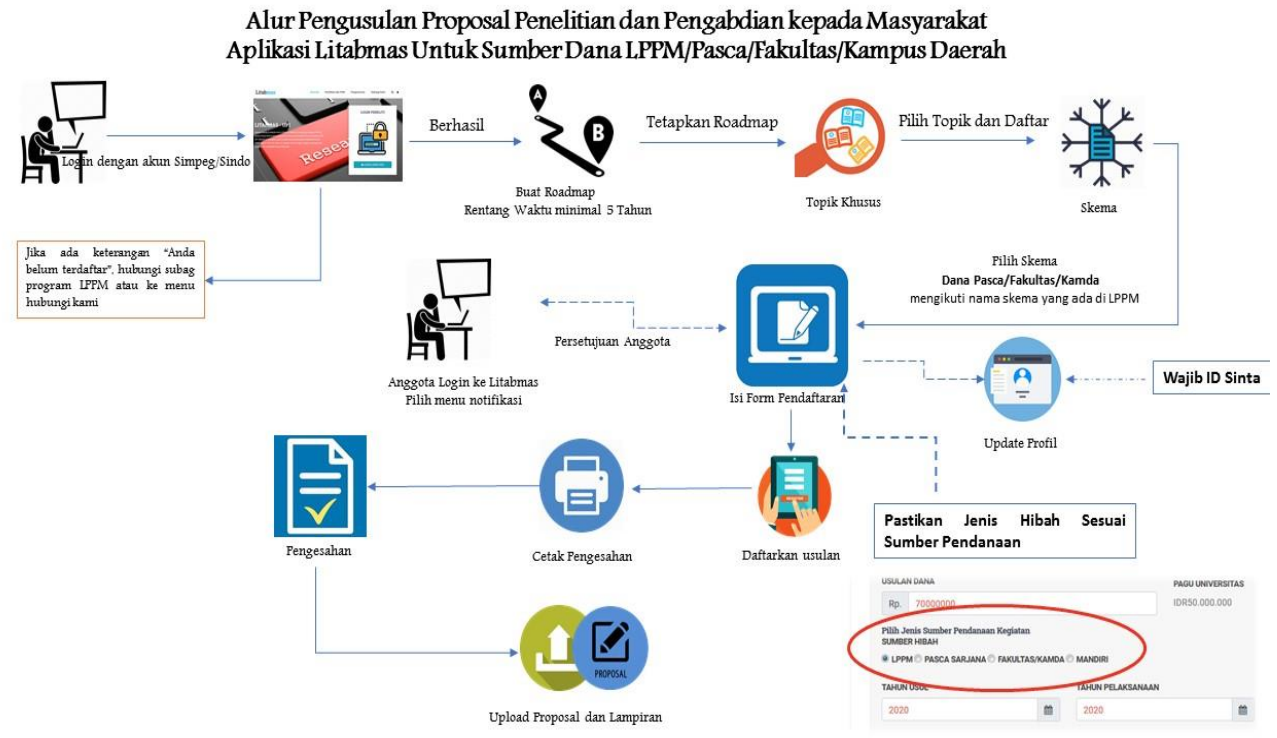 Alur Pengusulan Proposal Penelitian dan Pengabdian kepada Masyarakat
Aplikasi Litabmas Untuk Sumber Dana LPPM/Pasca/Fakultas/Kampus Daerah
Login dengan akun Simpeg/Sindo
Berhasil
Buat Roadmap
Rentang Waktu minimal 5 Tahun
A
B
Tetapkan Roadmap
Topik Khusus
Pilih Topik dan Daftar
Skema
Jika ada keterangan "Anda
belum terdaftar", hubungi subag
program LPPM atau ke menu
hubungi kami
Pilih Skema
Dana Pasca/Fakultas/Kamda
mengikuti nama skema yang ada di LPPM
Persetujuan Anggota
Anggota Login ke Litabmas
Pilih menu notifikasi
Isi Form Pendaftaran
Wajib ID Sinta
Update Profil
Pengesahan
Cetak Pengesahan
Daftarkan usulan
Pastikan Jenis Hibah Sesuai
Sumber Pendanaan
PROPOSAL
Upload Proposal dan Lampiran
USULAN DANA
PAGU UNIVERSITAS
Rp. 70000000
IDR50.000.000
Pilih Jenis Sumber Pendanaan Kegiatan
SUMBER HIBAH
LPPM PASCA SARJANA FAKULTAS/KAMDA MANDIRI
TAHUN USUL
TAHUN PELAKSANAAN
2020
2020